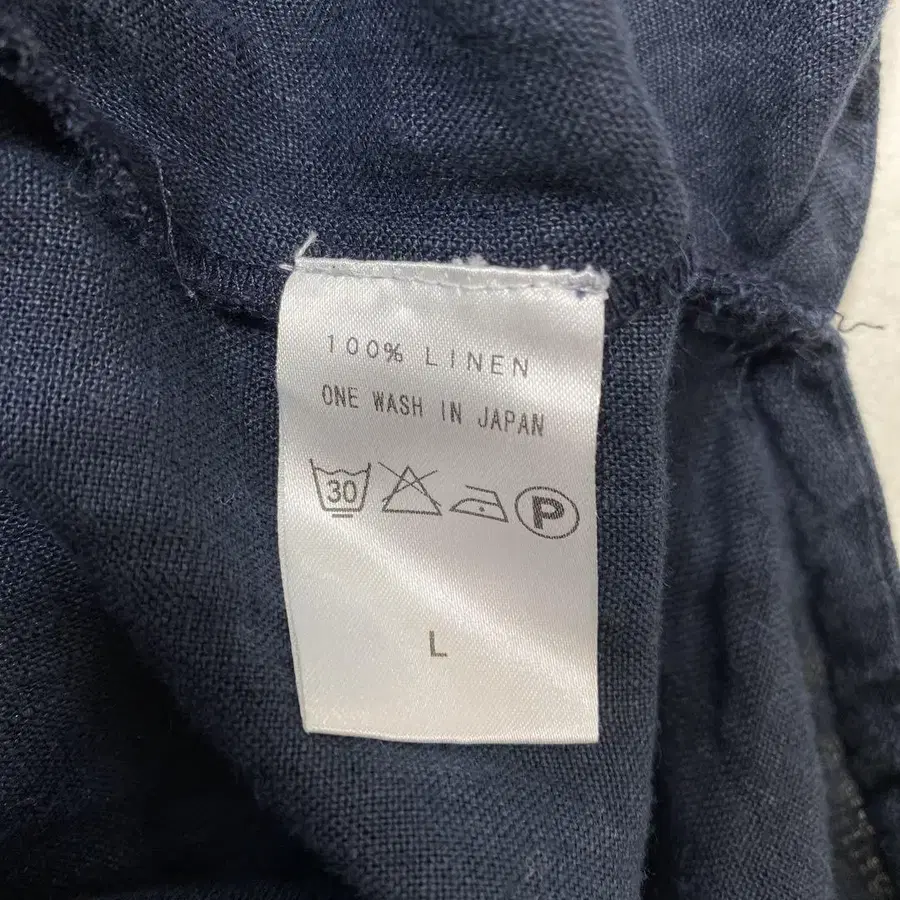 100% LINEN
ONE WASH IN JAPAN
30 P
L